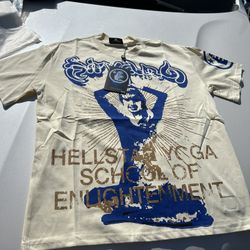 HELLSTAR YOGA
SCHOOL OF
ENLIGHTENMENT